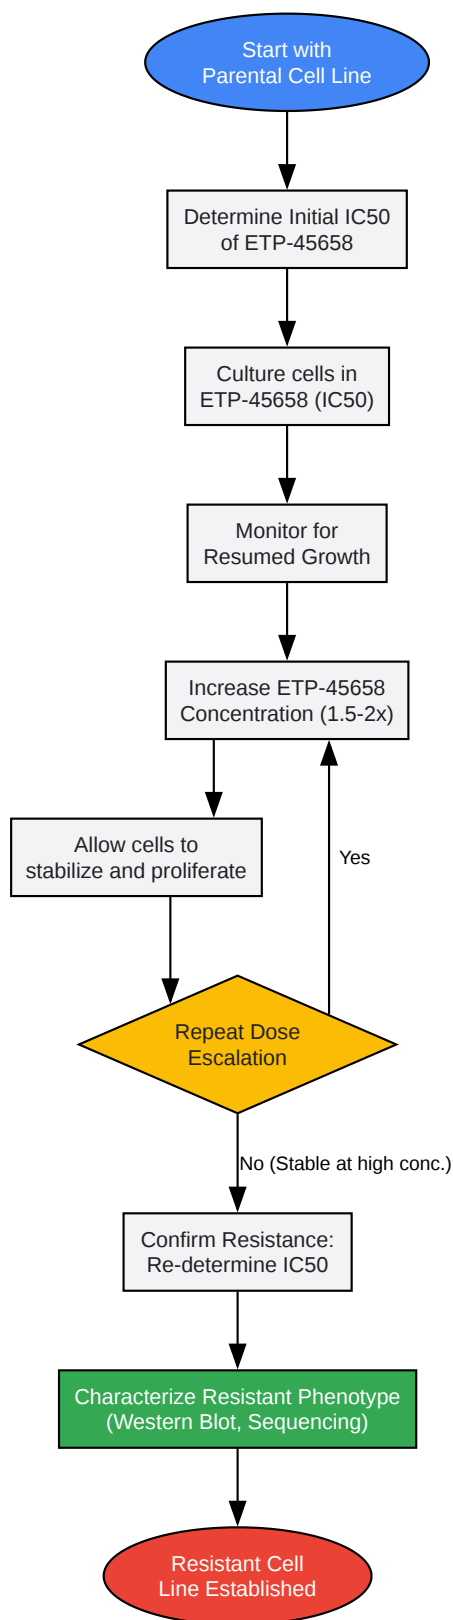 Start with
Parental Cell Line
Determine Initial IC50
of ETP-45658
Culture cells in
ETP-45658 (IC50)
Monitor for
Resumed Growth
Increase ETP-45658
Concentration (1.5-2x)
Allow cells to
stabilize and proliferate
Yes
Repeat Dose
Escalation
No (Stable at high conc.)
Confirm Resistance:
Re-determine IC50
Characterize Resistant Phenotype
(Western Blot, Sequencing)
Resistant Cell
Line Established